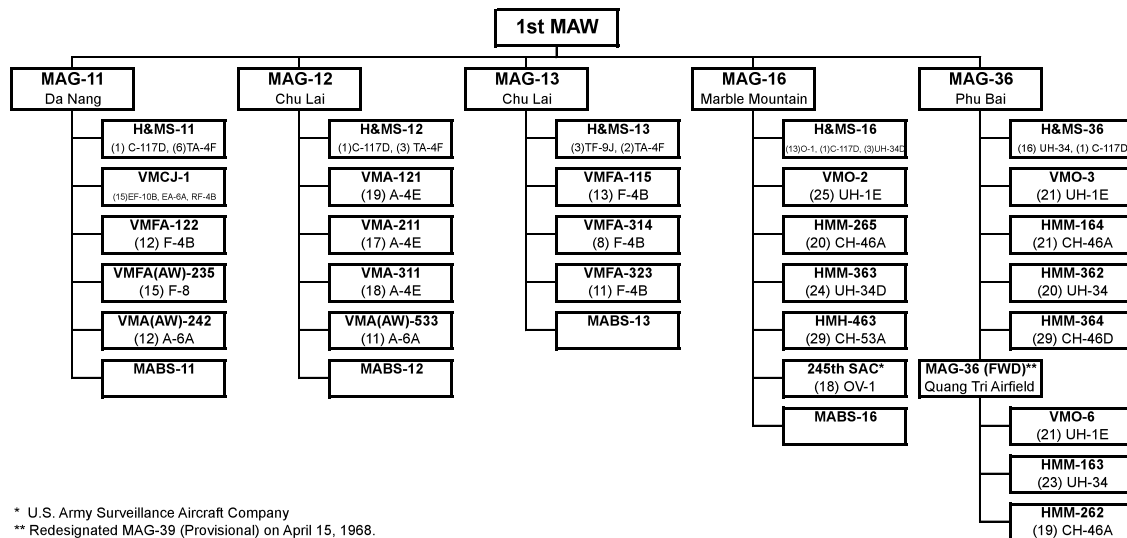 1st MAW
MAG-11
Da Nang
H&MS-11
(1) C-117D, (6)TA-4F
VMCJ-1
(15)EF-10B, EA-6A, RF-4B
VMFA-122
(12) F-4B
VMFA(AW)-235
(15) F-8
VMA(AW)-242
(12) A-6A
MABS-11
MAG-12
Chu Lai
H&MS-12
(1)C-117D, (3) TA-4F
VMA-121
(19) A-4E
VMA-211
(17) A-4E
VMA-311
(18) A-4E
VMA(AW)-533
(11) A-6A
MABS-12
MAG-13
Chu Lai
H&MS-13
(3)TF-9J, (2)TA-4F
VMFA-115
(13) F-4B
VMFA-314
(8) F-4B
VMFA-323
(11) F-4B
MABS-13
MAG-16
Marble Mountain
H&MS-16
(13)O-1, (1)C-117D, (3)UH-34D
VMO-2
(25) UH-1E
HMM-265
(20) CH-46A
HMM-363
(24) UH-34D
HMH-463
(29) CH-53A
245th SAC*
(18) OV-1
MABS-16
MAG-36
Phu Bai
H&MS-36
(16) UH-34, (1) C-117D
VMO-3
(21) UH-1E
HMM-164
(21) CH-46A
HMM-362
(20) UH-34
HMM-364
(29) CH-46D
MAG-36 (FWD)**
Quang Tri Airfield
VMO-6
(21) UH-1E
HMM-163
(23) UH-34
HMM-262
(19) CH-46A
* U.S. Army Surveillance Aircraft Company
** Redesignated MAG-39 (Provisional) on April 15, 1968.